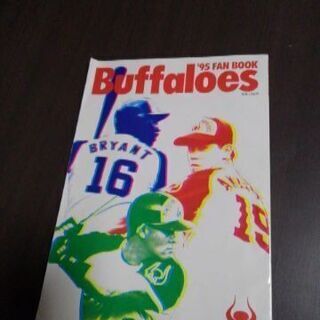 '95 FAN BOOK
Buffaloes
BRYANT
16